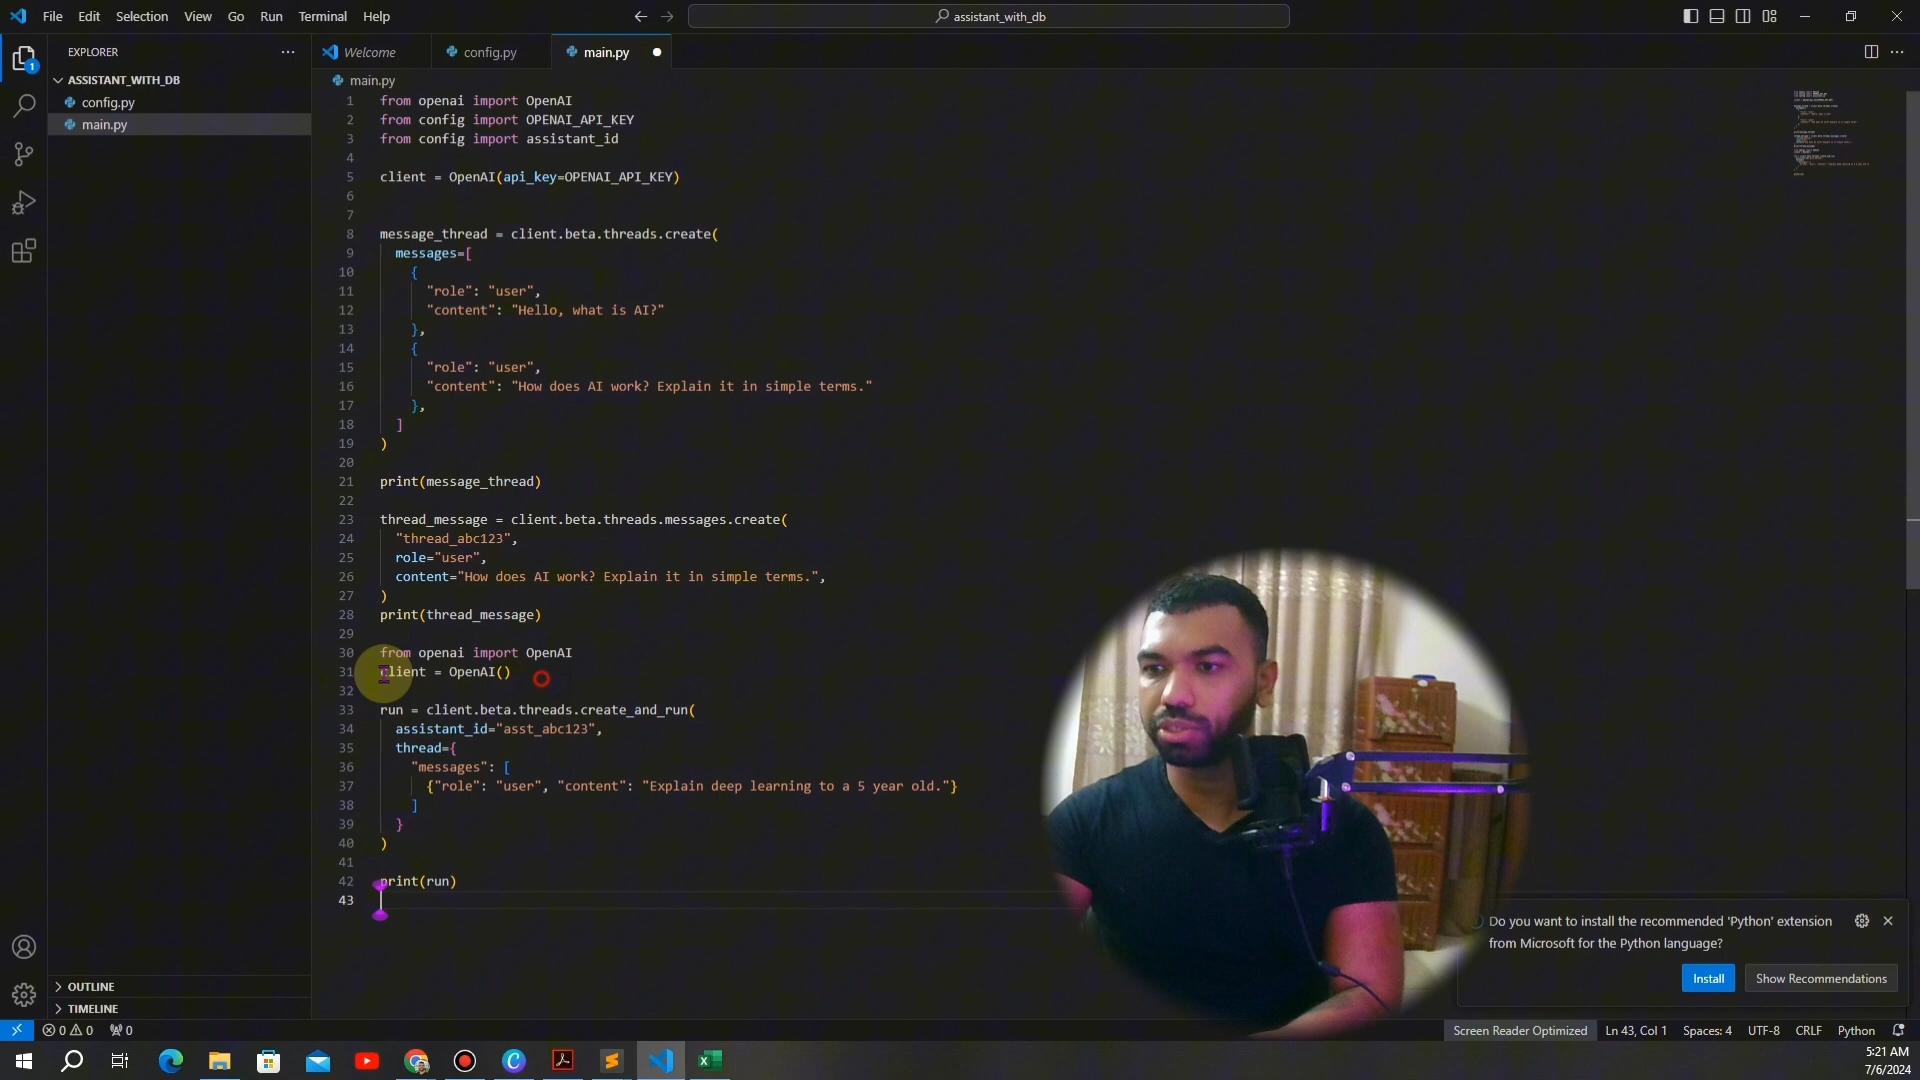 File Edit Selection View Go Run Terminal Help
assistant_with_db
EXPLORER
ASSISTANT_WITH_DB
config.py
main.py
Welcome
config.py
main.py
main.py
1 from openai import OpenAI
2 from config import OPENAI_API_KEY
3 from config import assistant_id
4
5 client = OpenAI(api_key=OPENAI_API_KEY)
6
7
8 message_thread = client.beta.threads.create(
9 messages=[
10 {
11 "role": "user",
12 "content": "Hello, what is AI?"
13 },
14 {
15 "role": "user",
16 "content": "How does AI work? Explain it in simple terms."
17 },
18 ]
19 )
20
21 print(message_thread)
22
23 thread_message = client.beta.threads.messages.create(
24 "thread_abc123",
25 role="user",
26 content="How does AI work? Explain it in simple terms.",
27 )
28 print(thread_message)
29
30 from openai import OpenAI
31 client = OpenAI()
32
33 run = client.beta.threads.create_and_run(
34 assistant_id="asst_abc123",
35 thread={
36 "messages": [
37 {"role": "user", "content": "Explain deep learning to a 5 year old."}
38 ]
39 }
40 )
41
42 print(run)
43
Do you want to install the recommended 'Python' extension
from Microsoft for the Python language?
Install
Show Recommendations
OUTLINE
TIMELINE
0 0 0
Screen Reader Optimized
Ln 43, Col 1
Spaces: 4
UTF-8
CRLF
Python
1
5:21 AM
7/6/2024